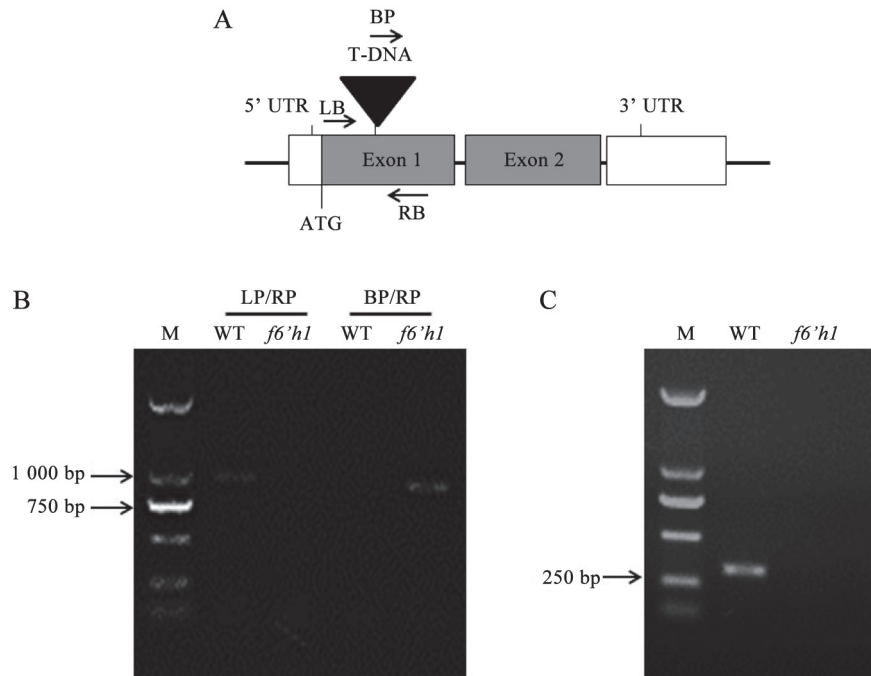 A
BP
T-DNA
5' UTR
LB
3' UTR
Exon 1
Exon 2
ATG
RB
B
LP/RP
BP/RP
M
WT
f6'h1
WT
f6'h1
1 000 bp
750 bp
C
M
WT
f6'h1
250 bp